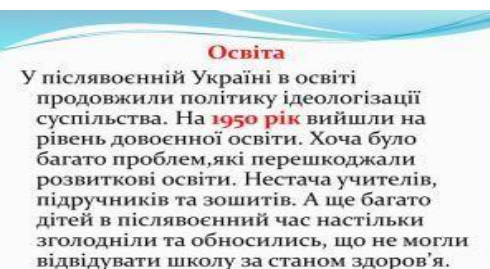 Освіта
У післявоєнній Україні в освіті
продовжили політику ідеологізації
суспільства. На 1950 рік вийшли на
рівень довоєнної освіти. Хоча було
багато проблем,які перешкоджали
розвиткові освіти. Нестача учителів,
підручників та зошитів. А ще багато
дітей в післявоєнний час настільки
зголодніли та обносились, що не могли
відвідувати школу за станом здоров'я.